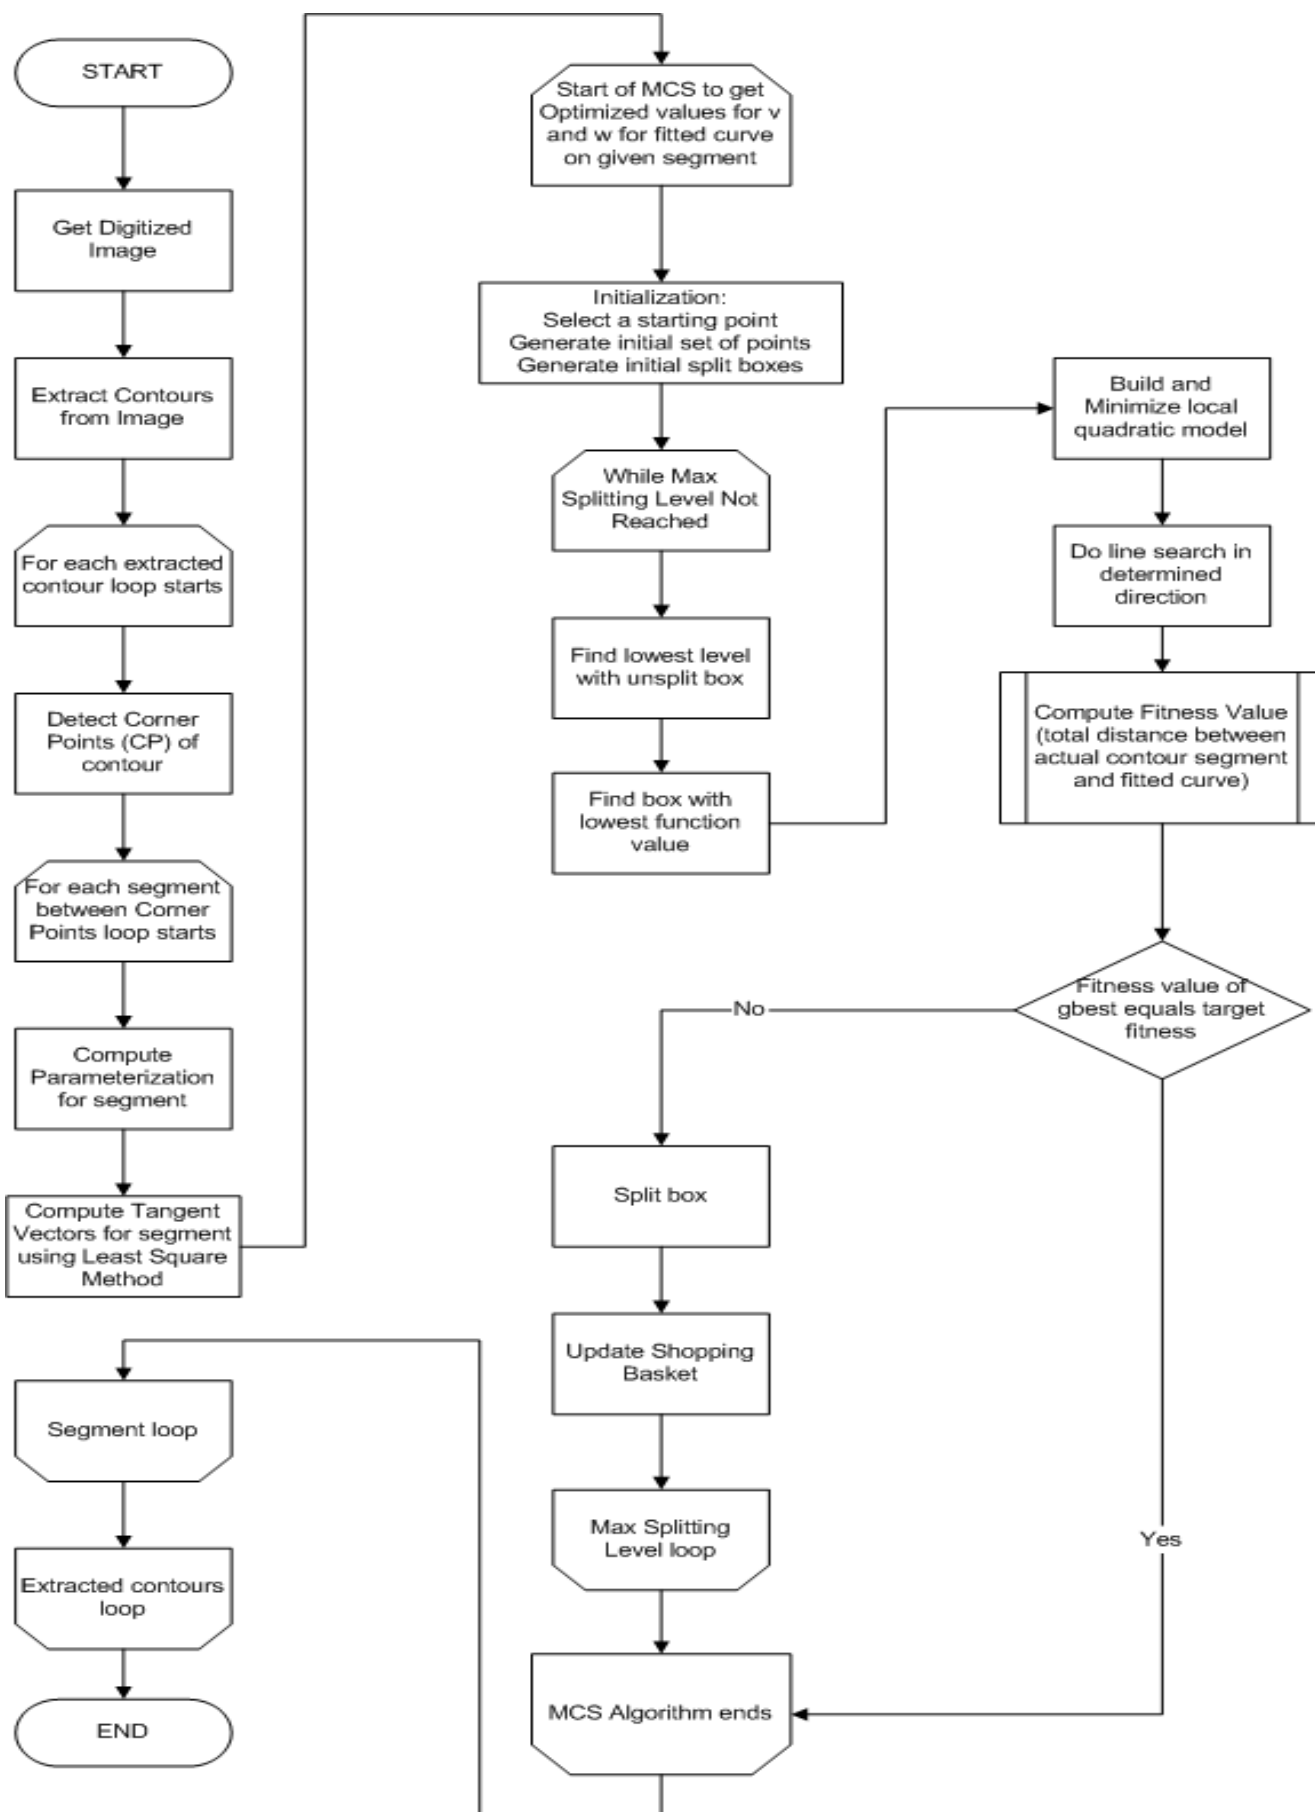 START
Get Digitized
Image
Extract Contours
from Image
For each extracted
contour loop starts
Detect Corner
Points (CP) of
contour
For each segment
between Corner
Points loop starts
Compute
Parameterization
for segment
Compute Tangent
Vectors for segment
using Least Square
Method
Start of MCS to get
Optimized values for v
and w for fitted curve
on given segment
Initialization:
Select a starting point
Generate initial set of points
Generate initial split boxes
While Max
Splitting Level Not
Reached
Find lowest level
with unsplit box
Find box with
lowest function
value
Build and
Minimize local
quadratic model
Do line search in
determined
direction
Compute Fitness Value
(total distance between
actual contour segment
and fitted curve)
Fitness value of
gbest equals target
fitness
No
Yes
Split box
Update Shopping
Basket
Max Splitting
Level loop
MCS Algorithm ends
Segment loop
Extracted contours
loop
END